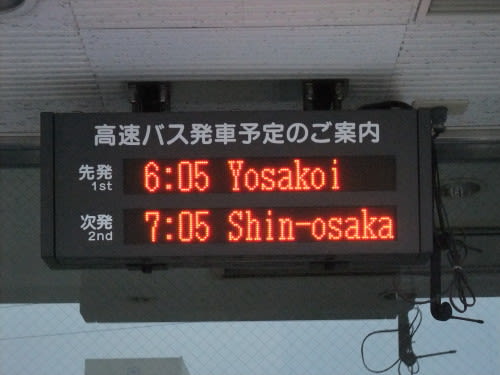 高速バス発車予定のご案内
先発 6:05 Yosakoi
1st
次発 7:05 Shin-osaka
2nd